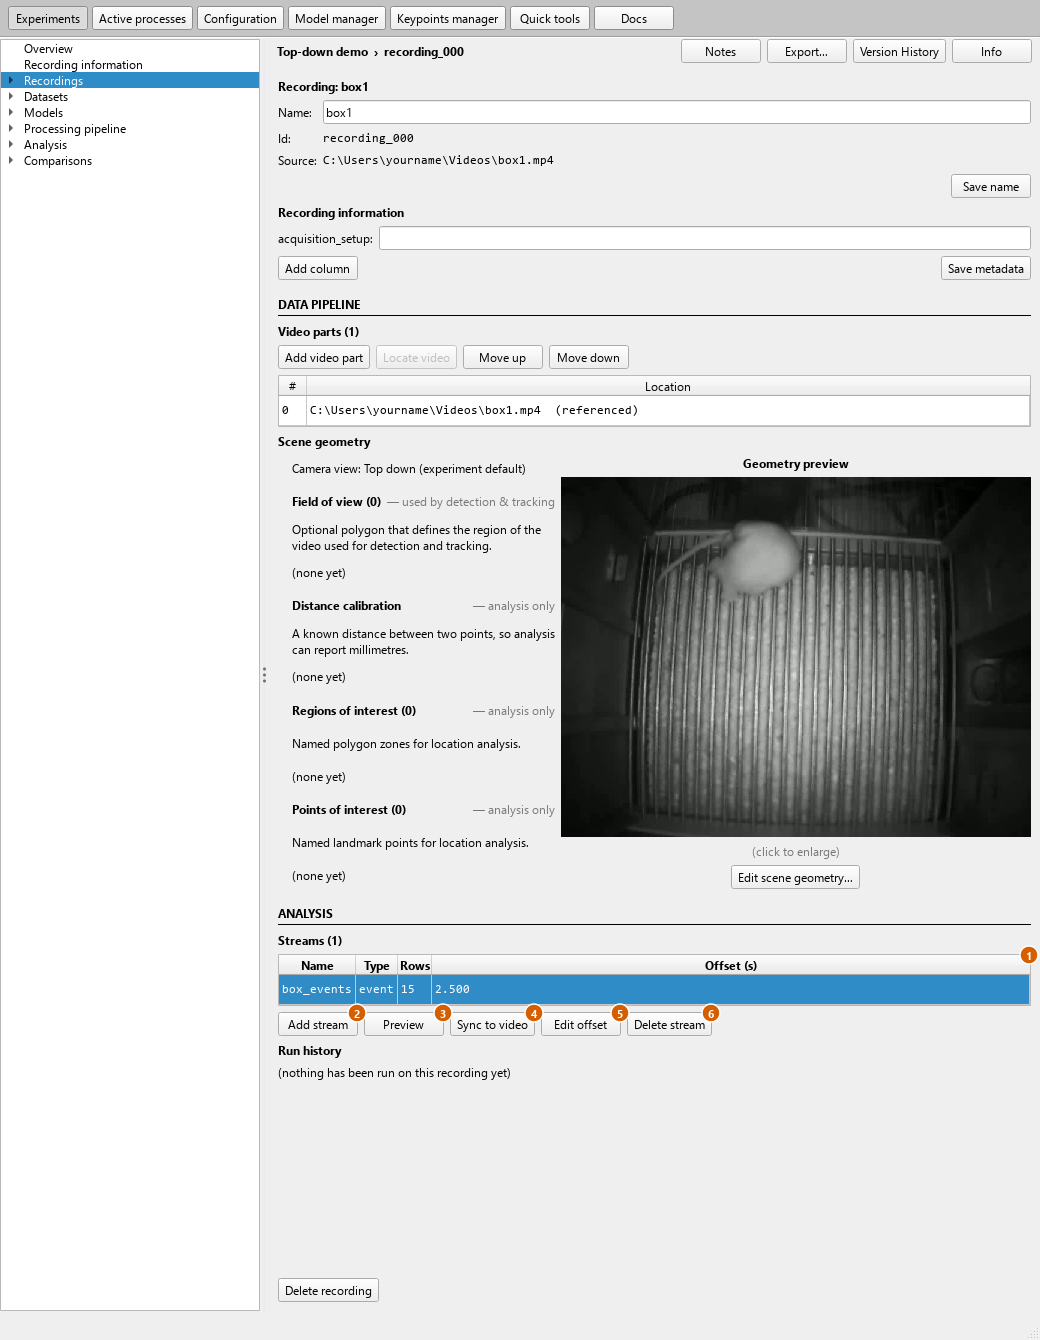 Experiments Active processes Configuration Model manager Keypoints manager Quick tools Docs
Overview
Recording information
Recordings
Datasets
Models
Processing pipeline
Analysis
Comparisons
Top-down demo › recording_000
Notes Export... Version History Info
Recording: box1
Name: box1
Id: recording_000
Source: C:\Users\yourname\Videos\box1.mp4
Save name
Recording information
acquisition_setup:
Add column Save metadata
DATA PIPELINE
Video parts (1)
Add video part Locate video Move up Move down
# Location
0 C:\Users\yourname\Videos\box1.mp4 (referenced)
Scene geometry
Camera view: Top down (experiment default)
Field of view (0) — used by detection & tracking
Optional polygon that defines the region of the
video used for detection and tracking.
(none yet)
Distance calibration — analysis only
A known distance between two points, so analysis
can report millimetres.
(none yet)
Regions of interest (0) — analysis only
Named polygon zones for location analysis.
(none yet)
Points of interest (0) — analysis only
Named landmark points for location analysis.
(none yet)
Geometry preview
(click to enlarge)
Edit scene geometry...
ANALYSIS
Streams (1)
1
Name Type Rows Offset (s)
box_events event 15 2.500
2 3 4 5 6
Add stream Preview Sync to video Edit offset Delete stream
Run history
(nothing has been run on this recording yet)
Delete recording